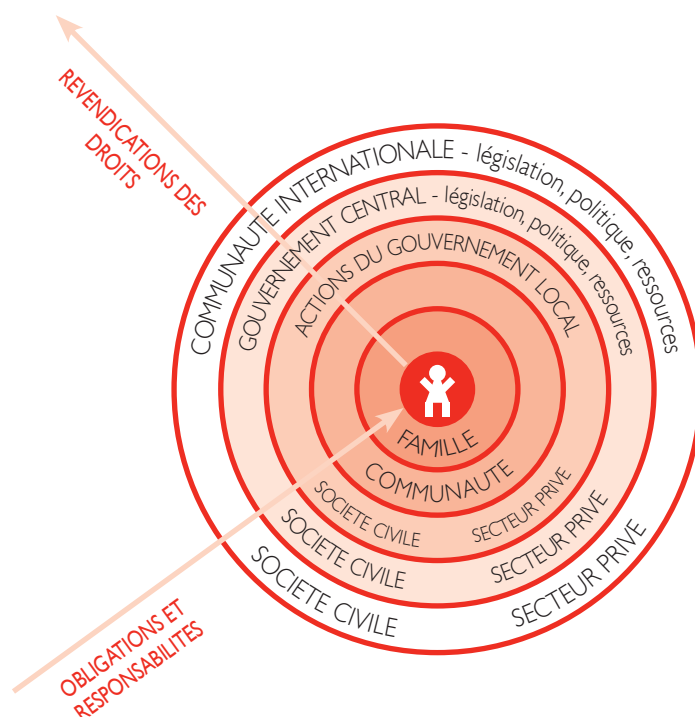 REVENDICATIONS DES
DROITS
COMMUNAUTE INTERNATIONALE - législation, politique, ressources
GOUVERNEMENT CENTRAL - législation, politique, ressources
ACTIONS DU GOUVERNEMENT LOCAL
FAMILLE
COMMUNAUTE
SOCIETE CIVILE
SECTEUR PRIVE
SOCIETE CIVILE
SECTEUR PRIVE
SOCIETE CIVILE
SECTEUR PRIVE
OBLIGATIONS ET
RESPONSABILITES